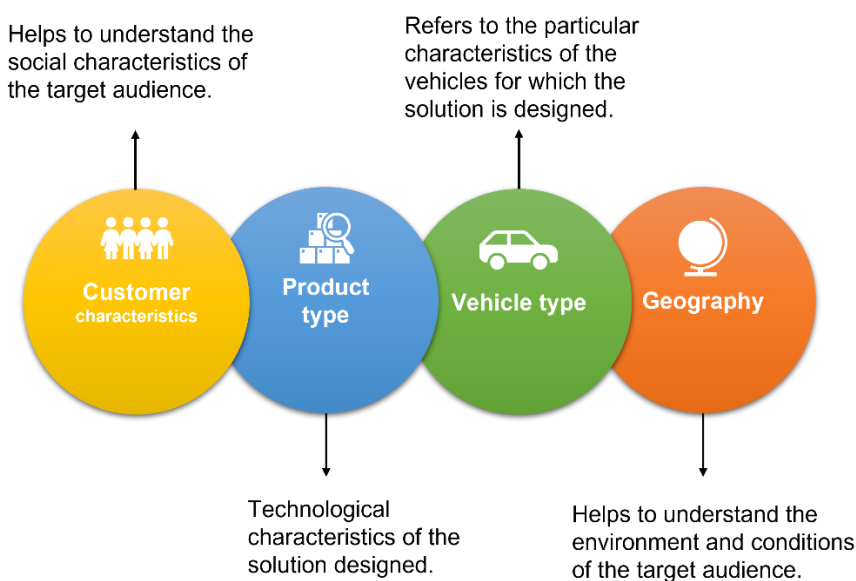 Helps to understand the
social characteristics of
the target audience.
Refers to the particular
characteristics of the
vehicles for which the
solution is designed.
Customer
characteristics
Product
type
Vehicle type
Geography
Technological
characteristics of the
solution designed.
Helps to understand the
environment and conditions
of the target audience.